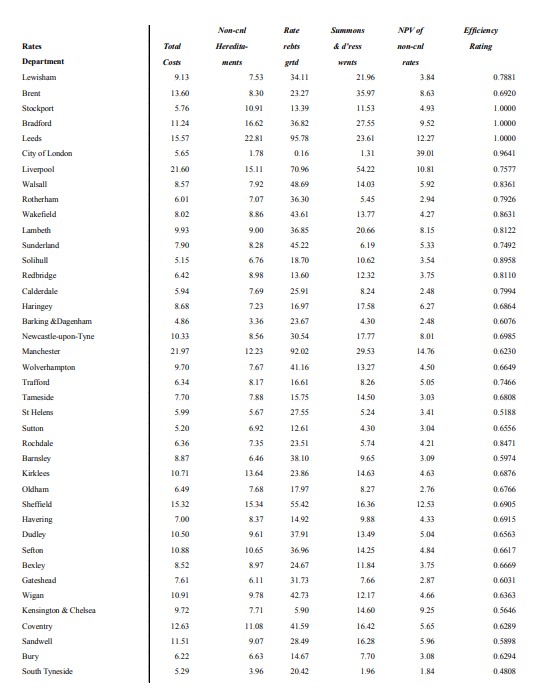 Non-cnl Rate Summons NPV of Efficiency
Rates Total Heredita- rebts & d'ress non-cnl Rating
Department Costs ments grtd wrnts rates
Lewisham 9.13 7.53 34.11 21.96 3.84 0.7881
Brent 13.60 8.30 23.27 35.97 8.63 0.6920
Stockport 5.76 10.91 13.39 11.53 4.93 1.0000
Bradford 11.24 16.62 36.82 27.55 9.52 1.0000
Leeds 15.57 22.81 95.78 23.61 12.27 1.0000
City of London 5.65 1.78 0.16 1.31 39.01 0.9641
Liverpool 21.60 15.11 70.96 54.22 10.81 0.7577
Walsall 8.57 7.92 48.69 14.03 5.92 0.8361
Rotherham 6.01 7.07 36.30 5.45 2.94 0.7926
Wakefield 8.02 8.86 43.61 13.77 4.27 0.8631
Lambeth 9.93 9.00 36.85 20.66 8.15 0.8122
Sunderland 7.90 8.28 45.22 6.19 5.33 0.7492
Solihull 5.15 6.76 18.70 10.62 3.54 0.8958
Redbridge 6.42 8.98 13.60 12.32 3.75 0.8110
Calderdale 5.94 7.69 25.91 8.24 2.48 0.7994
Haringey 8.68 7.23 16.97 17.58 6.27 0.6864
Barking &Dagenham 4.86 3.36 23.67 4.30 2.48 0.6076
Newcastle-upon-Tyne 10.33 8.56 30.54 17.77 8.01 0.6985
Manchester 21.97 12.23 92.02 29.53 14.76 0.6230
Wolverhampton 9.70 7.67 41.16 13.27 4.50 0.6649
Trafford 6.34 8.17 16.61 8.26 5.05 0.7466
Tameside 7.70 7.88 15.75 14.50 3.03 0.6808
St Helens 5.99 5.67 27.55 5.24 3.41 0.5188
Sutton 5.20 6.92 12.61 4.30 3.04 0.6556
Rochdale 6.36 7.35 23.51 5.74 4.21 0.8471
Barnsley 8.87 6.46 38.10 9.65 3.09 0.5974
Kirklees 10.71 13.64 23.86 14.63 4.63 0.6876
Oldham 6.49 7.68 17.97 8.27 2.76 0.6766
Sheffield 15.32 15.34 55.42 16.36 12.53 0.6905
Havering 7.00 8.37 14.92 9.88 4.33 0.6915
Dudley 10.50 9.61 37.91 13.49 5.04 0.6563
Sefton 10.88 10.65 36.96 14.25 4.84 0.6617
Bexley 8.52 8.97 24.67 11.84 3.75 0.6669
Gateshead 7.61 6.11 31.73 7.66 2.87 0.6031
Wigan 10.91 9.78 42.73 12.17 4.66 0.6363
Kensington & Chelsea 9.72 7.71 5.90 14.60 9.25 0.5646
Coventry 12.63 11.08 41.59 16.42 5.65 0.6289
Sandwell 11.51 9.07 28.49 16.28 5.96 0.5898
Bury 6.22 6.63 14.67 7.70 3.08 0.6294
South Tyneside 5.29 3.96 20.42 1.96 1.84 0.4808